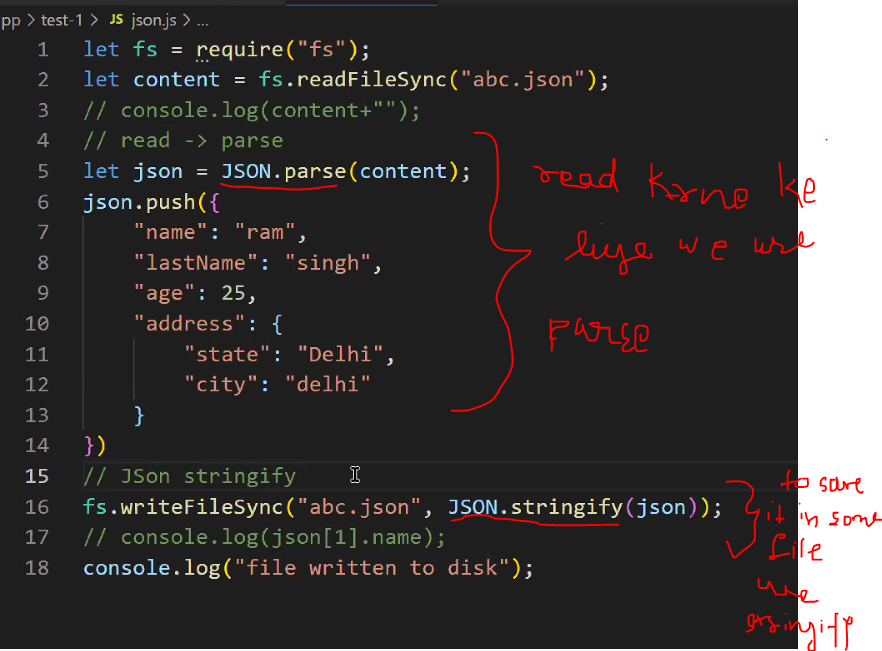 pp > test-1 > JS json.js > ...
1 let fs = require("fs");
2 let content = fs.readFileSync("abc.json");
3 // console.log(content+"");
4 // read -> parse
5 let json = JSON.parse(content);
6 json.push({
7 "name": "ram",
8 "lastName": "singh",
9 "age": 25,
10 "address": {
11 "state": "Delhi",
12 "city": "delhi"
13 }
14 })
15 // JSon stringify
16 fs.writeFileSync("abc.json", JSON.stringify(json));
17 // console.log(json[1].name);
18 console.log("file written to disk");
read krne ke
liye we use
parse
to save
it in some
file
use
stringify